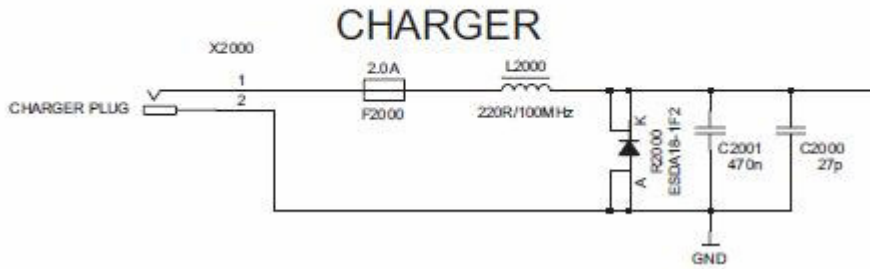 CHARGER
X2000
1
2
CHARGER PLUG
2.0A
F2000
L2000
220R/100MHz
A R2000 K
ESDA18-1F2
C2001
470n
C2000
27p
GND